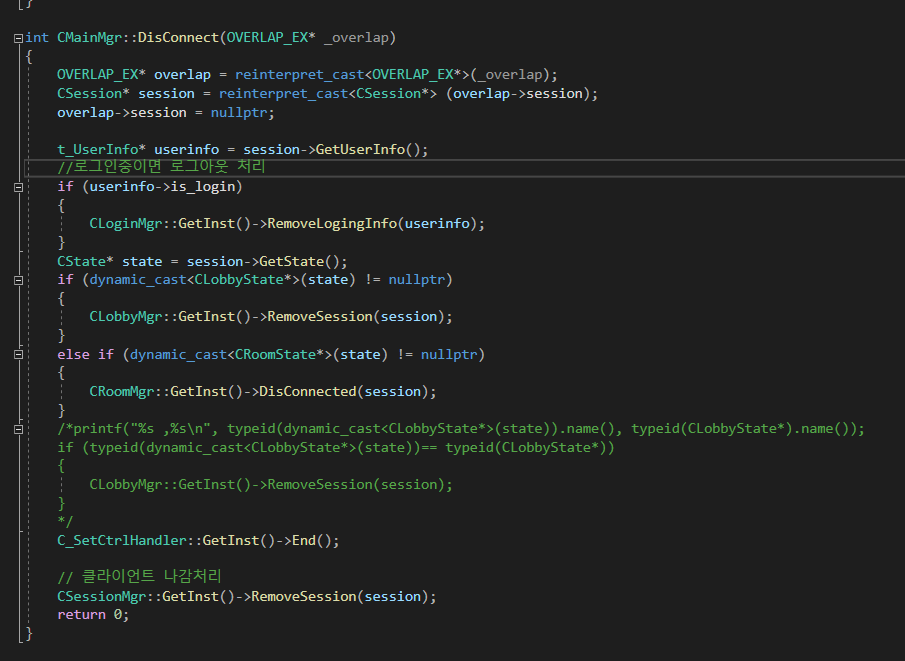 }
int CMainMgr::DisConnect(OVERLAP_EX* _overlap)
{
OVERLAP_EX* overlap = reinterpret_cast<OVERLAP_EX*>(_overlap);
CSession* session = reinterpret_cast<CSession*> (overlap->session);
overlap->session = nullptr;
t_UserInfo* userinfo = session->GetUserInfo();
//로그인중이면 로그아웃 처리
if (userinfo->is_login)
{
CLoginMgr::GetInst()->RemoveLogingInfo(userinfo);
}
CState* state = session->GetState();
if (dynamic_cast<CLobbyState*>(state) != nullptr)
{
CLobbyMgr::GetInst()->RemoveSession(session);
}
else if (dynamic_cast<CRoomState*>(state) != nullptr)
{
CRoomMgr::GetInst()->DisConnected(session);
}
/*printf("%s ,%s\n", typeid(dynamic_cast<CLobbyState*>(state)).name(), typeid(CLobbyState*).name());
if (typeid(dynamic_cast<CLobbyState*>(state))== typeid(CLobbyState*))
{
CLobbyMgr::GetInst()->RemoveSession(session);
}
*/
C_SetCtrlHandler::GetInst()->End();
// 클라이언트 나감처리
CSessionMgr::GetInst()->RemoveSession(session);
return 0;
}